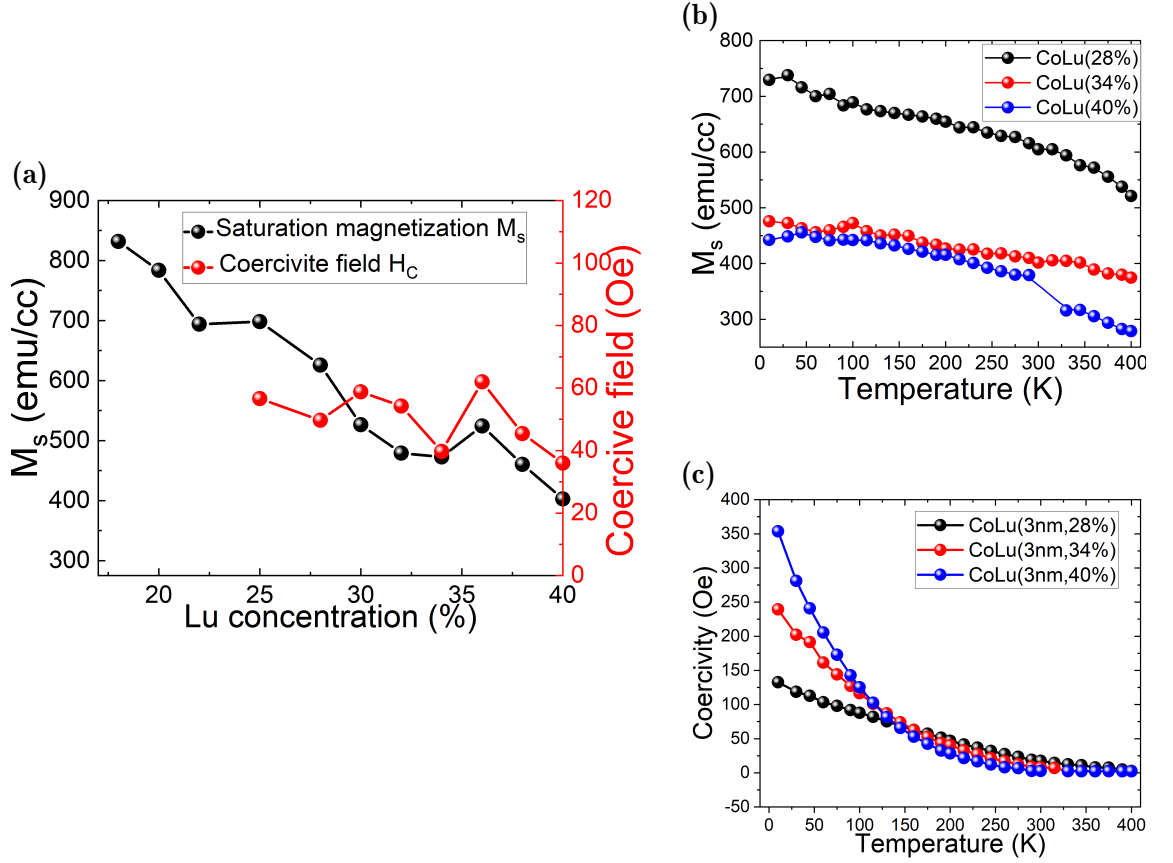 (a)
900
800
700
600
500
400
300
M_s (emu/cc)
Saturation magnetization M_s
Coercivite field H_C
120
100
80
60
40
20
0
Coercive field (Oe)
20 25 30 35 40
Lu concentration (%)
(b)
800
700
600
500
400
300
M_s (emu/cc)
CoLu(28%)
CoLu(34%)
CoLu(40%)
0 50 100 150 200 250 300 350 400
Temperature (K)
(c)
400
350
300
250
200
150
100
50
0
-50
Coercivity (Oe)
CoLu(3nm,28%)
CoLu(3nm,34%)
CoLu(3nm,40%)
0 50 100 150 200 250 300 350 400
Temperature (K)